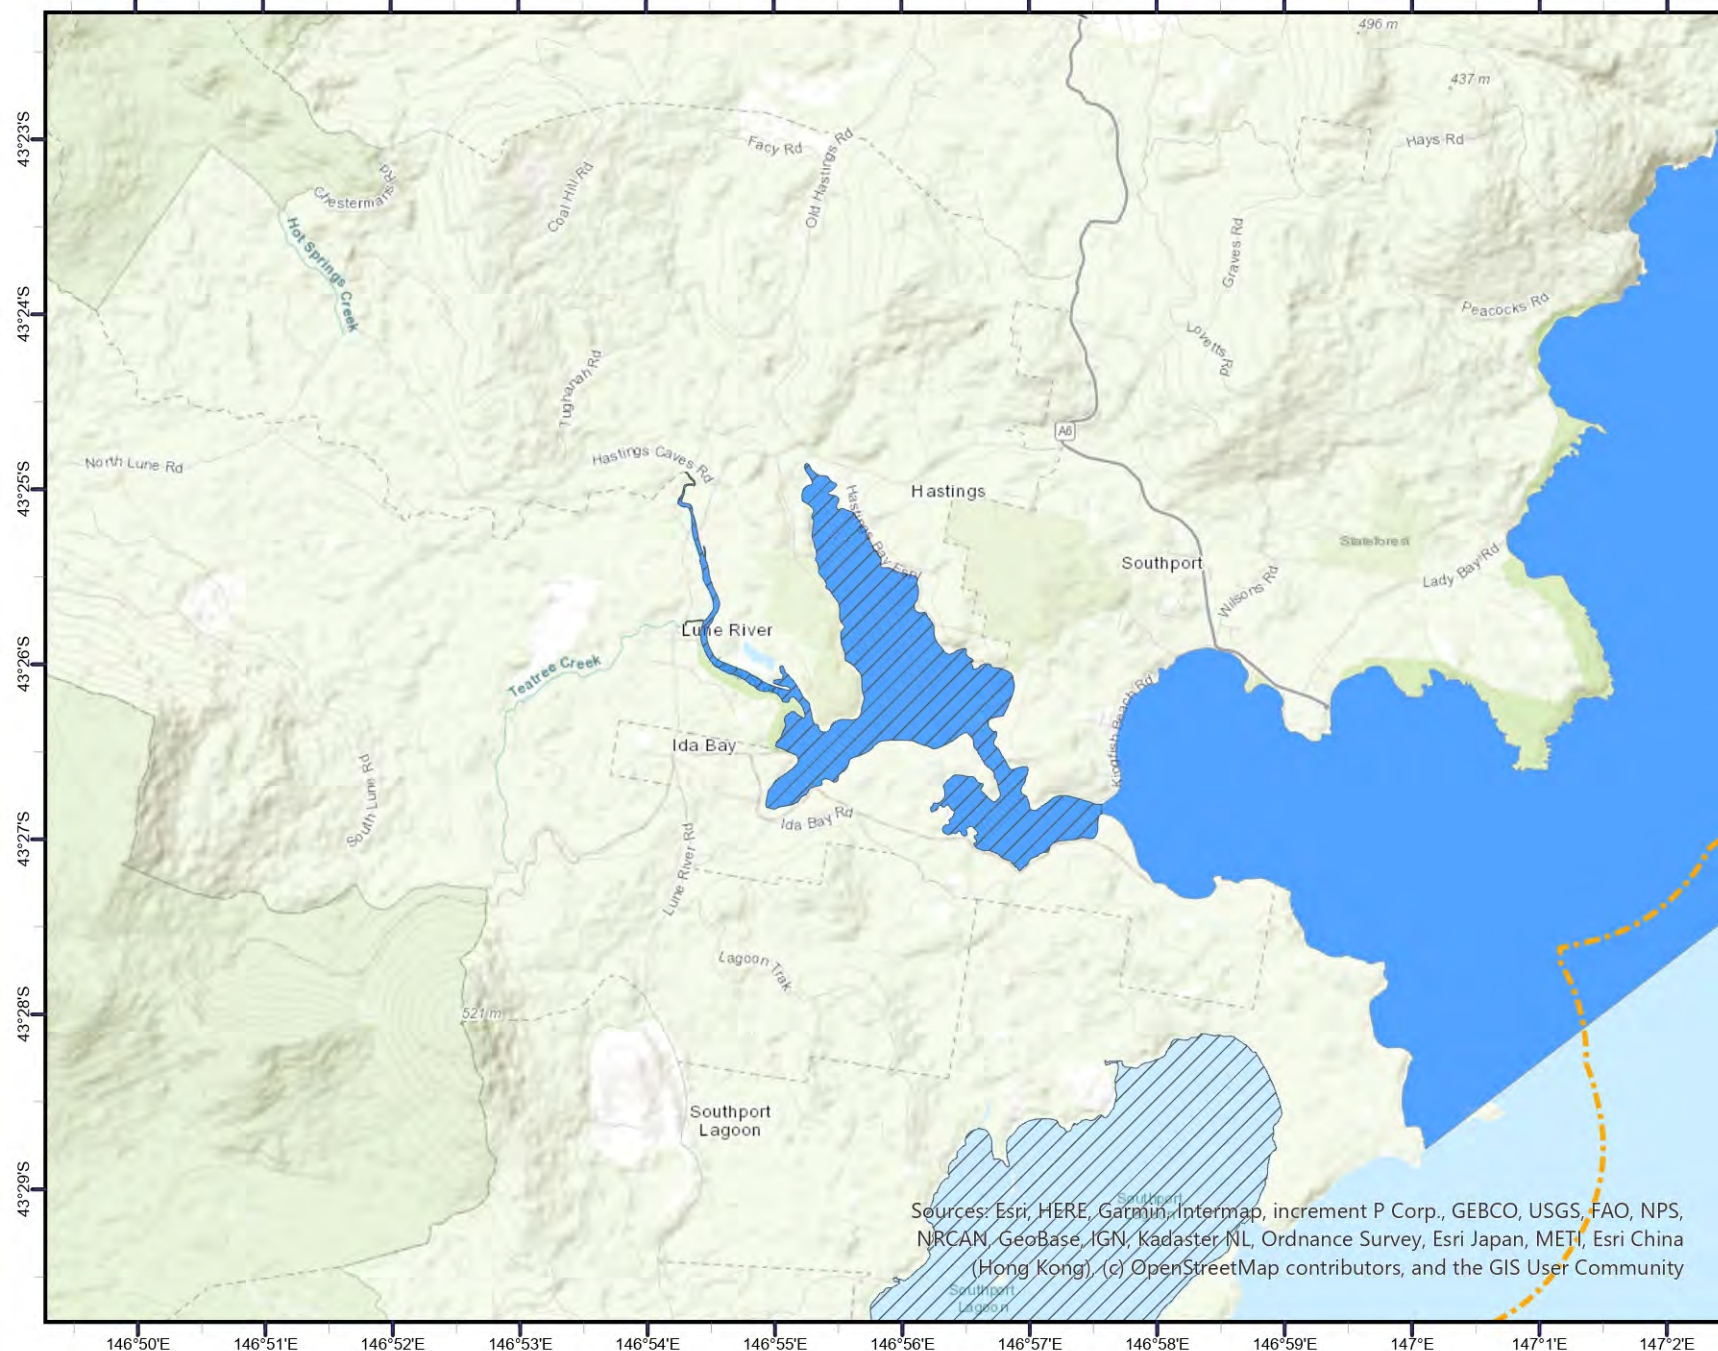 496 m
437 m
43°23'S
Facy Rd
Old Hastings Rd
Hays Rd
Chestermans Rd
Coal Hill Rd
Hot Springs Creek
Graves Rd
43°24'S
Peacocks Rd
Lovetts Rd
Tughanah Rd
A6
North Lune Rd
Hastings Caves Rd
43°25'S
Hastings
Hastings Bay Espl
Stateforest
Southport
Lady Bay Rd
Wilsons Rd
Lune River
43°26'S
Teatree Creek
Kingfish Beach Rd
Ida Bay
South Lune Rd
Ida Bay Rd
43°27'S
Lune River Rd
Lagoon Trak
43°28'S
521 m
Southport
Lagoon
43°29'S
Southport
Lagoon
Sources: Esri, HERE, Garmin, Intermap, increment P Corp., GEBCO, USGS, FAO, NPS,
NRCAN, GeoBase, IGN, Kadaster NL, Ordnance Survey, Esri Japan, METI, Esri China
(Hong Kong), (c) OpenStreetMap contributors, and the GIS User Community
Southport
Lagoon
146°50'E 146°51'E 146°52'E 146°53'E 146°54'E 146°55'E 146°56'E 146°57'E 146°58'E 146°59'E 147°E 147°1'E 147°2'E